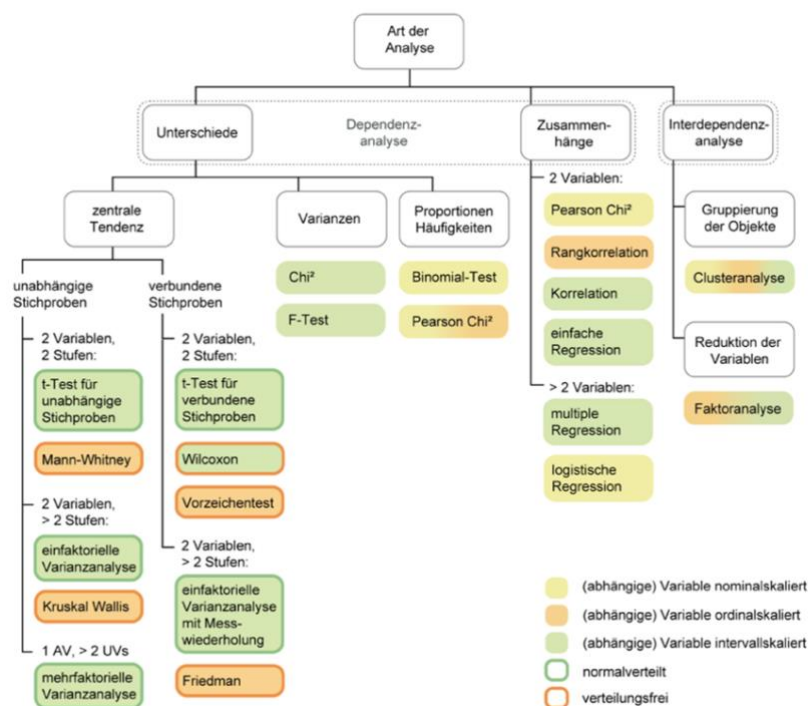 Art der
Analyse
Unterschiede
Dependenz-
analyse
Zusammen-
hänge
Interdependenz-
analyse
zentrale
Tendenz
Varianzen
Proportionen
Häufigkeiten
unabhängige
Stichproben
verbundene
Stichproben
2 Variablen,
2 Stufen:
t-Test für
unabhängige
Stichproben
Mann-Whitney
2 Variablen,
> 2 Stufen:
einfaktorielle
Varianzanalyse
Kruskal Wallis
1 AV, > 2 UVs
mehrfaktorielle
Varianzanalyse
2 Variablen,
2 Stufen:
t-Test für
verbundene
Stichproben
Wilcoxon
Vorzeichentest
2 Variablen,
> 2 Stufen:
einfaktorielle
Varianzanalyse
mit Mess-
wiederholung
Friedman
Chi²
F-Test
Binomial-Test
Pearson Chi²
2 Variablen:
Pearson Chi²
Rangkorrelation
Korrelation
einfache
Regression
> 2 Variablen:
multiple
Regression
logistische
Regression
Gruppierung
der Objekte
Clusteranalyse
Reduktion der
Variablen
Faktoranalyse
(abhängige) Variable nominalskaliert
(abhängige) Variable ordinalskaliert
(abhängige) Variable intervallskaliert
normalverteilt
verteilungsfrei